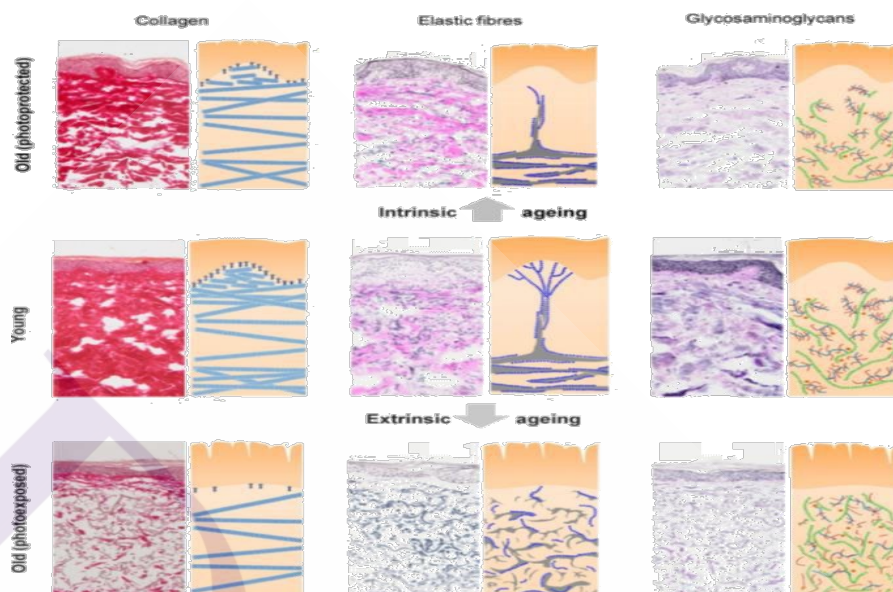 Collagen
Elastic fibres
Glycosaminoglycans
Old (photoprotected)
Intrinsic ageing
Young
Extrinsic ageing
Old (photoexposed)